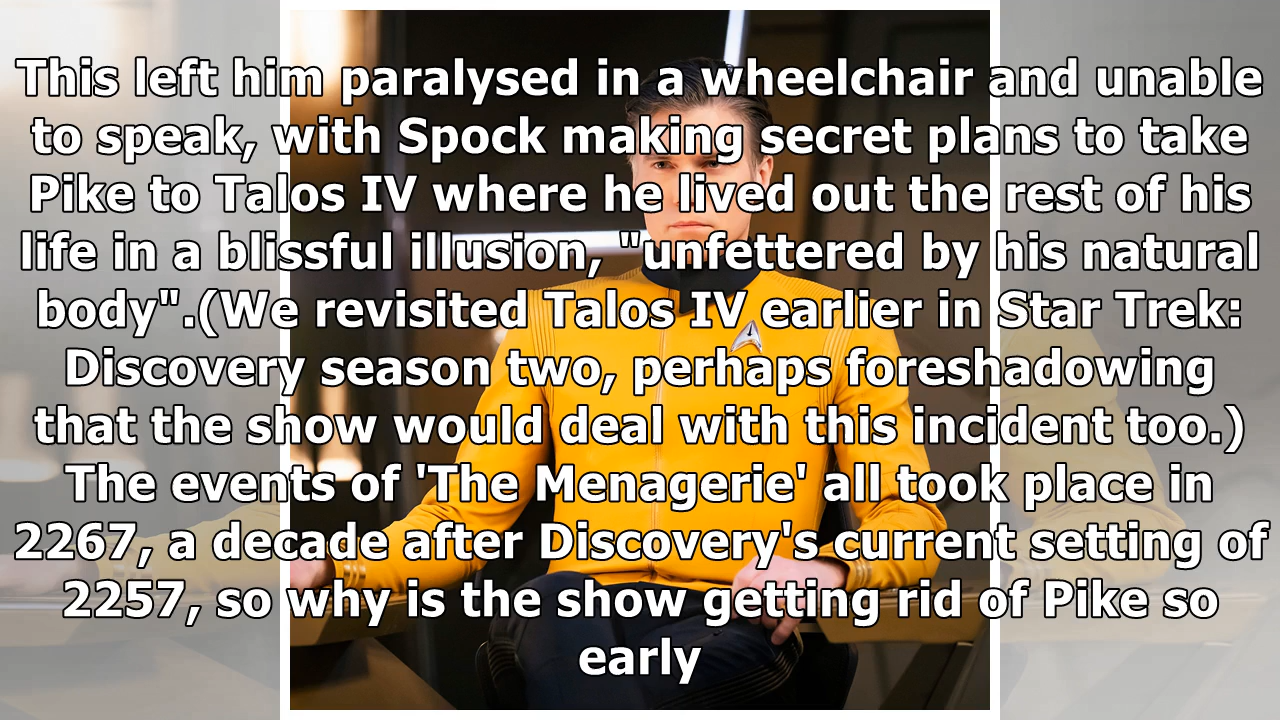 This left him paralysed in a wheelchair and unable
to speak, with Spock making secret plans to take
Pike to Talos IV where he lived out the rest of his
life in a blissful illusion, "unfettered by his natural
body".(We revisited Talos IV earlier in Star Trek:
Discovery season two, perhaps foreshadowing
that the show would deal with this incident too.)
The events of 'The Menagerie' all took place in
2267, a decade after Discovery's current setting of
2257, so why is the show getting rid of Pike so
early